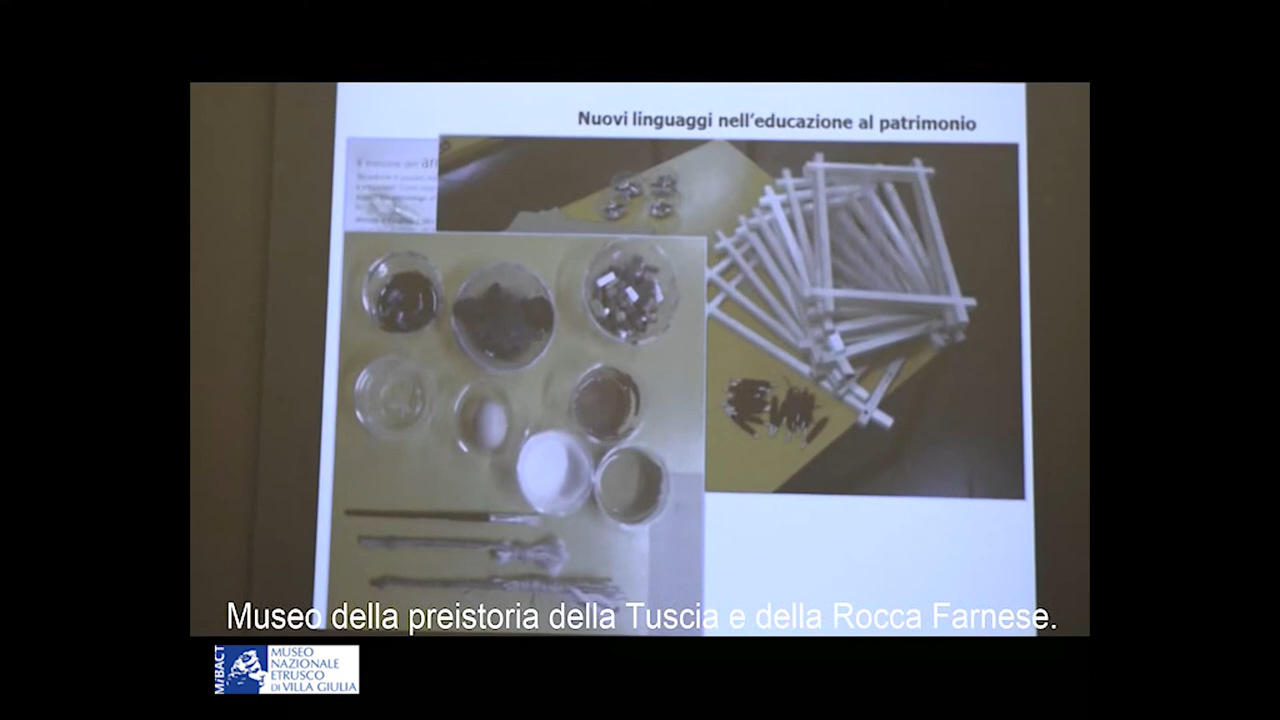 Nuovi linguaggi nell'educazione al patrimonio
Museo della preistoria della Tuscia e della Rocca Farnese.
MiBACT
MUSEO
NAZIONALE
ETRUSCO
DI VILLA GIULIA